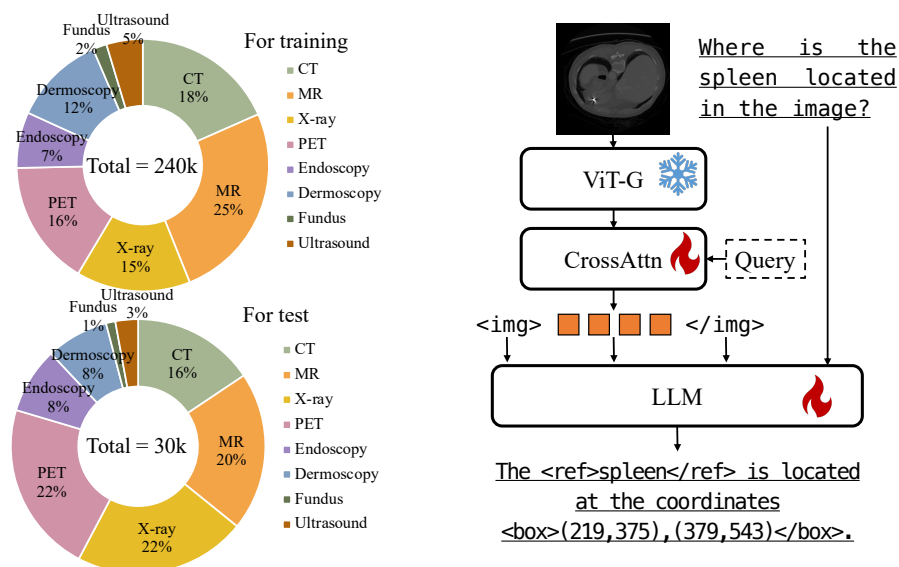 For training
Fundus
2%
Ultrasound
5%
CT
18%
MR
25%
X-ray
15%
PET
16%
Endoscopy
7%
Dermoscopy
12%
Total = 240k
CT
MR
X-ray
PET
Endoscopy
Dermoscopy
Fundus
Ultrasound
For test
Fundus
1%
Ultrasound
3%
CT
16%
MR
20%
X-ray
22%
PET
22%
Endoscopy
8%
Dermoscopy
8%
Total = 30k
CT
MR
X-ray
PET
Endoscopy
Dermoscopy
Fundus
Ultrasound
Where is the
spleen located
in the image?
ViT-G
CrossAttn
Query
<img>
</img>
LLM
The <ref>spleen</ref> is located
at the coordinates
<box>(219,375),(379,543)</box>.